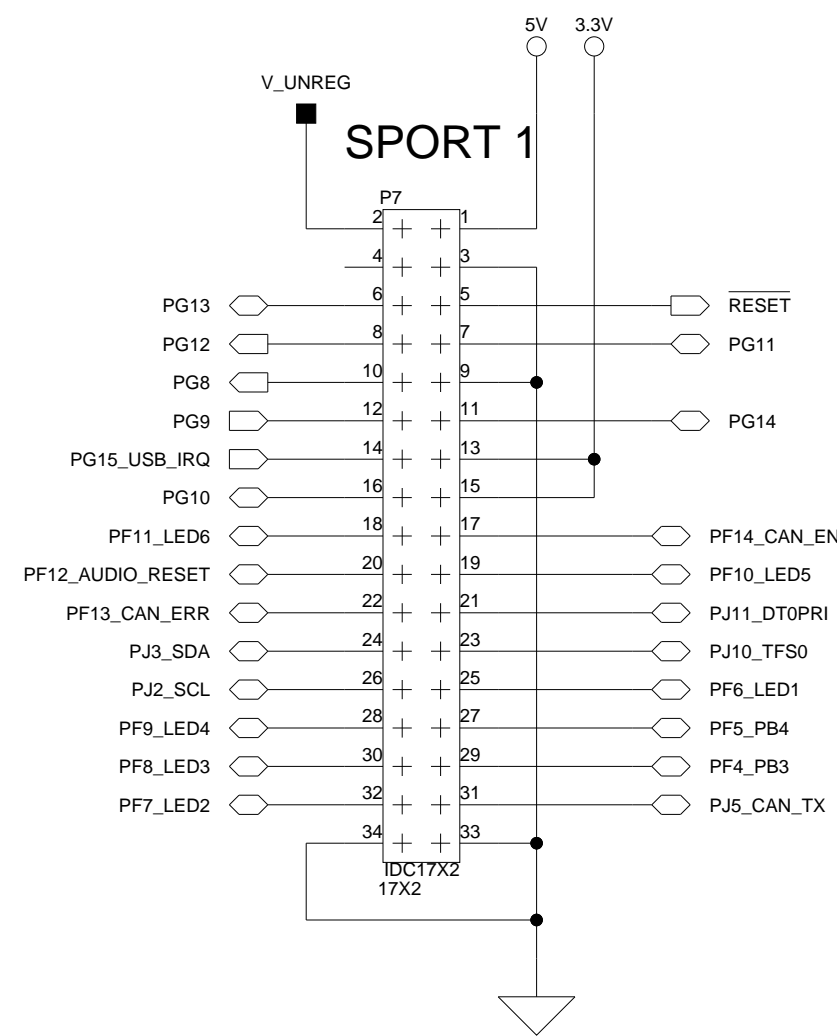 5V 3.3V
V_UNREG
SPORT 1
P7
2 1
4 3
PG13 6 5 RESET
PG12 8 7 PG11
PG8 10 9
PG9 12 11 PG14
PG15_USB_IRQ 14 13
PG10 16 15
PF11_LED6 18 17 PF14_CAN_EN
PF12_AUDIO_RESET 20 19 PF10_LED5
PF13_CAN_ERR 22 21 PJ11_DT0PRI
PJ3_SDA 24 23 PJ10_TFS0
PJ2_SCL 26 25 PF6_LED1
PF9_LED4 28 27 PF5_PB4
PF8_LED3 30 29 PF4_PB3
PF7_LED2 32 31 PJ5_CAN_TX
34 33
IDC17X2
17X2